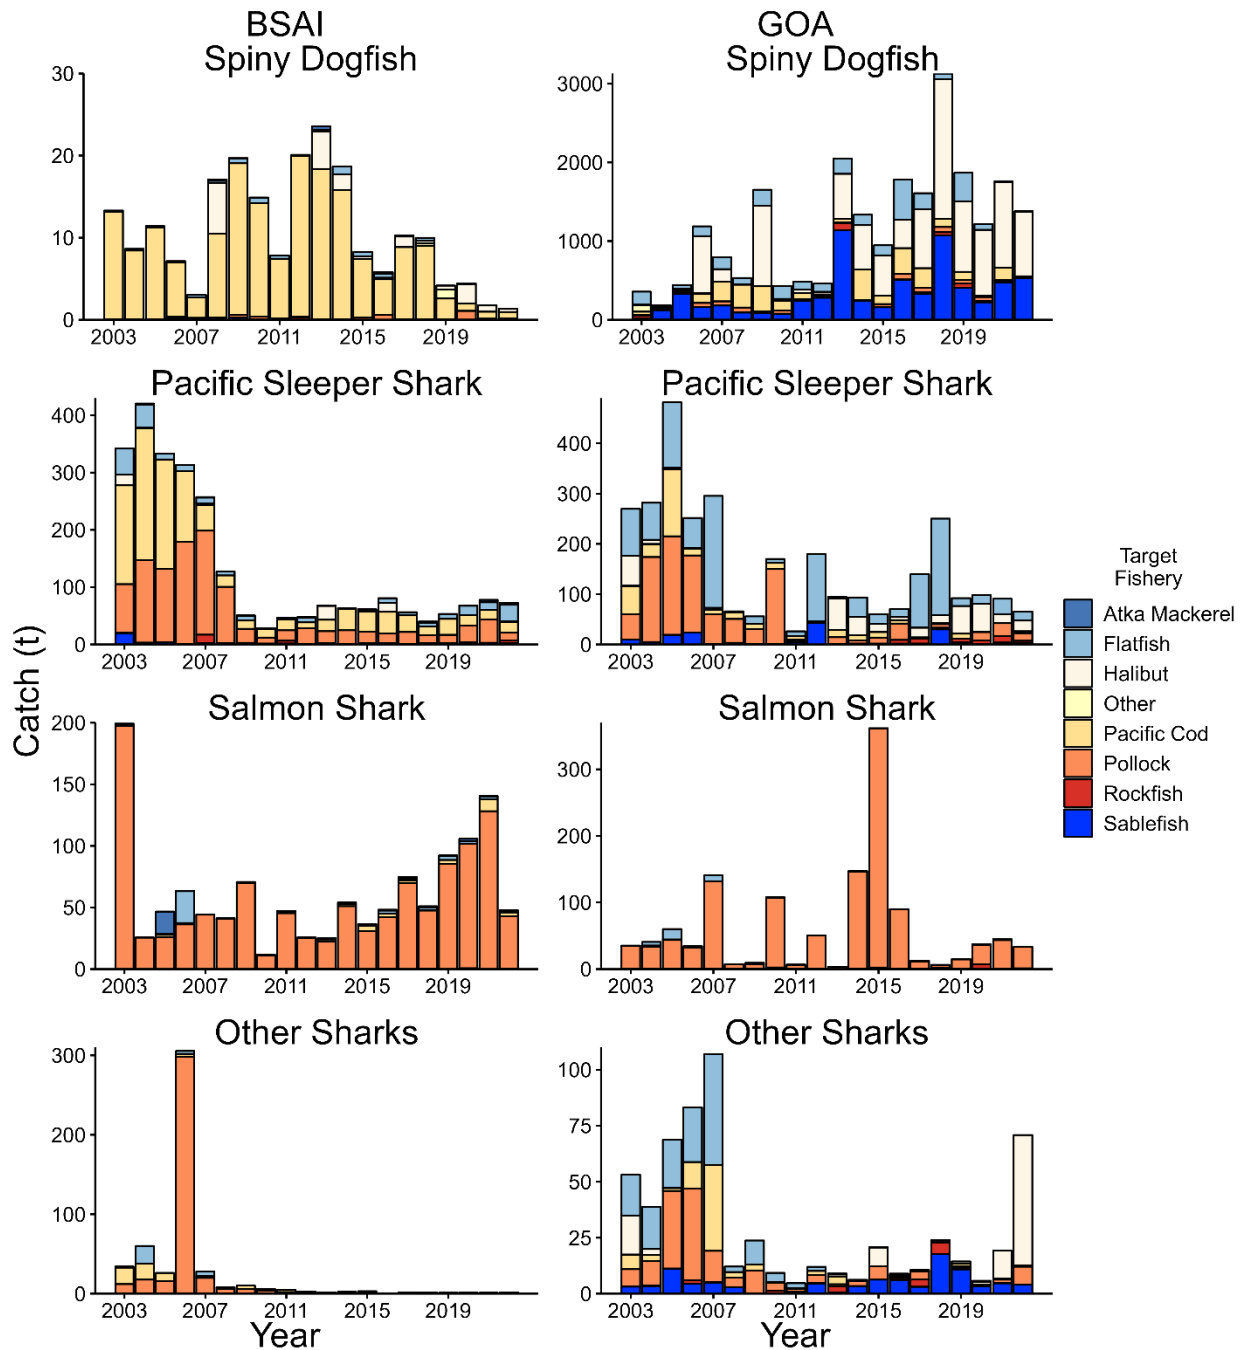 BSAI
Spiny Dogfish
30
20
10
0
2003 2007 2011 2015 2019
GOA
Spiny Dogfish
3000
2000
1000
0
2003 2007 2011 2015 2019
Pacific Sleeper Shark
400
300
200
100
0
2003 2007 2011 2015 2019
Pacific Sleeper Shark
400
300
200
100
0
2003 2007 2011 2015 2019
Catch (t)
Salmon Shark
200
150
100
50
0
2003 2007 2011 2015 2019
Salmon Shark
300
200
100
0
2003 2007 2011 2015 2019
Other Sharks
300
200
100
0
2003 2007 2011 2015 2019
Year
Other Sharks
100
75
50
25
0
2003 2007 2011 2015 2019
Year
Target
Fishery
Atka Mackerel
Flatfish
Halibut
Other
Pacific Cod
Pollock
Rockfish
Sablefish